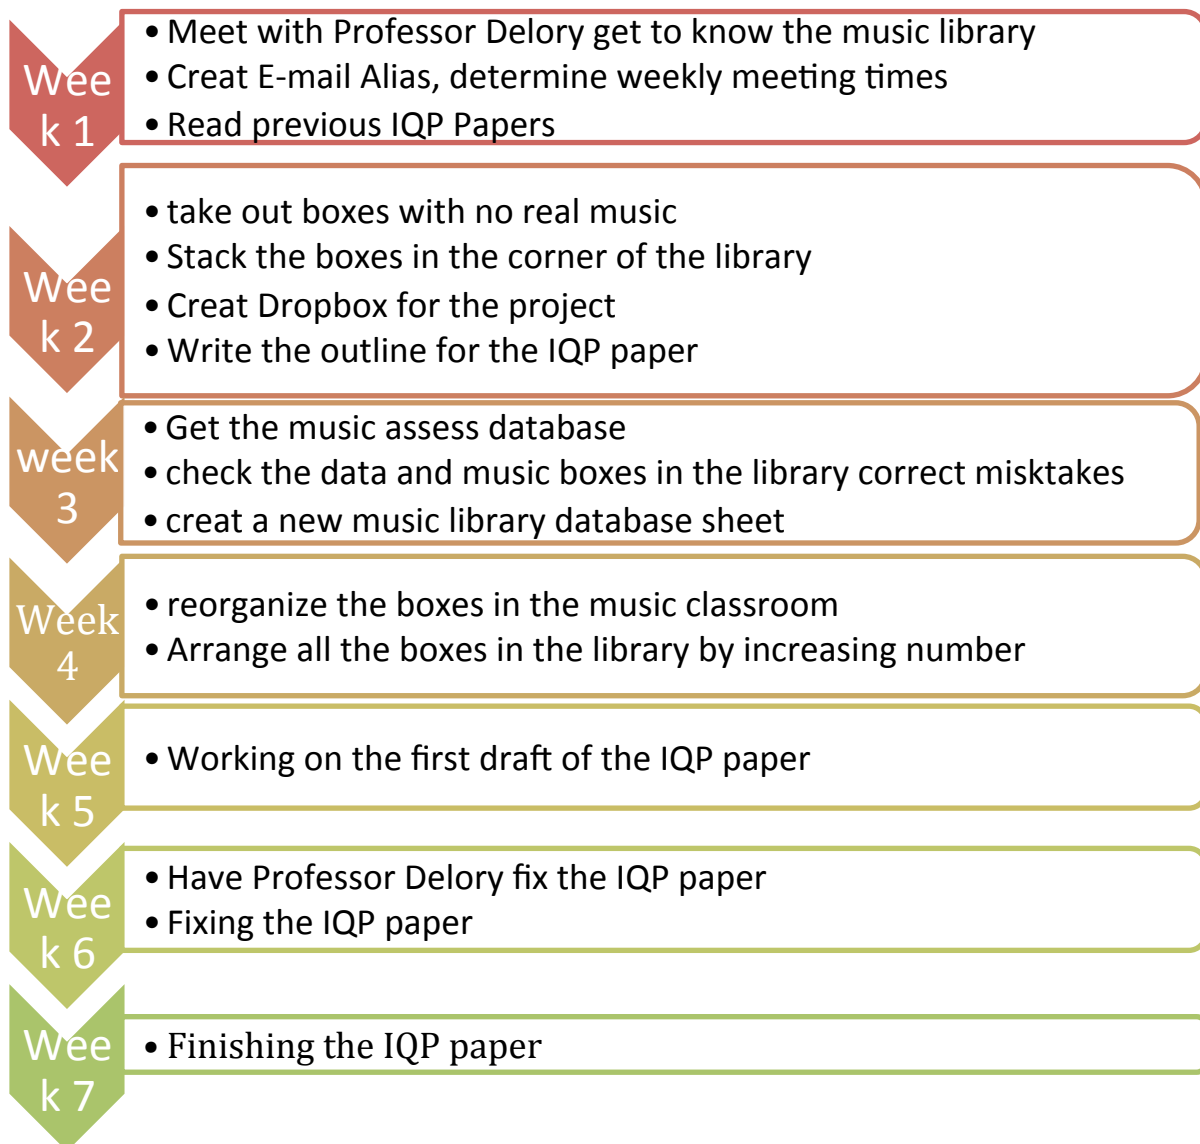 Wee
k 1
• Meet with Professor Delory get to know the music library
• Creat E-mail Alias, determine weekly meeting times
• Read previous IQP Papers
Wee
k 2
• take out boxes with no real music
• Stack the boxes in the corner of the library
• Creat Dropbox for the project
• Write the outline for the IQP paper
week
3
• Get the music assess database
• check the data and music boxes in the library correct misktakes
• creat a new music library database sheet
Week
4
• reorganize the boxes in the music classroom
• Arrange all the boxes in the library by increasing number
Wee
k 5
• Working on the first draft of the IQP paper
Wee
k 6
• Have Professor Delory fix the IQP paper
• Fixing the IQP paper
Wee
k 7
• Finishing the IQP paper